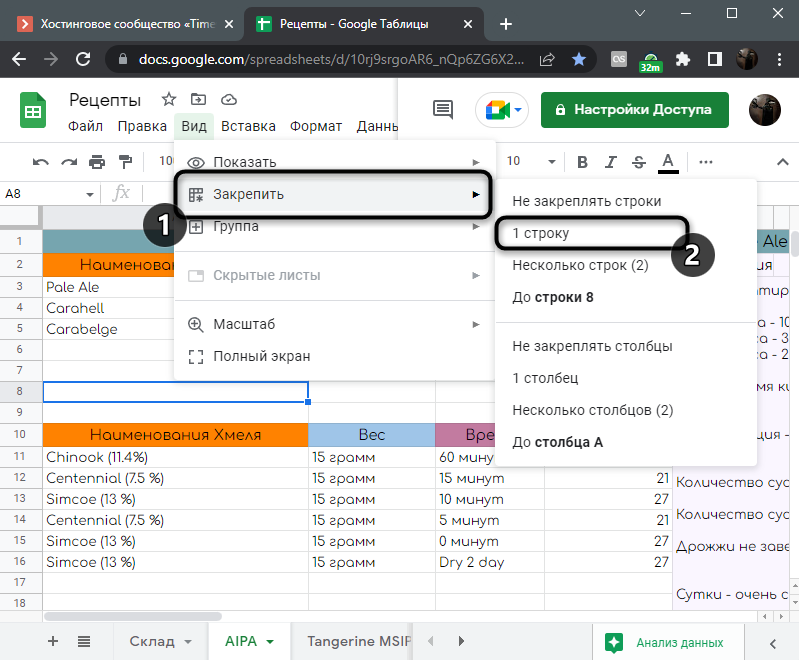 Хостинговое сообщество «Time
Рецепты - Google Таблицы
docs.google.com/spreadsheets/d/10rj9srgoAR6_nQp6ZG6X2...
32m
Рецепты
Файл Правка Вид Вставка Формат Данны
Настройки Доступа
10
Показать
Закрепить
Группа
Скрытые листы
Масштаб
Полный экран
10
B I S A
A8
fx
Не закреплять строки
1 строку
Несколько строк (2)
До строки 8
Не закреплять столбцы
1 столбец
Несколько столбцов (2)
До столбца A
1
2
1 Ale
2 Наименован ия
3 Pale Ale
4 Carahell
5 Carabelge
6
7
8
9
10 Наименования Хмеля Вес Вре
11 Chinook (11.4%) 15 грамм 60 мину
12 Centennial (7.5 %) 15 грамм 15 минут 21
13 Simcoe (13 %) 15 грамм 10 минут 27
14 Centennial (7.5 %) 15 грамм 5 минут 21
15 Simcoe (13 %) 15 грамм 0 минут 27
16 Simcoe (13 %) 15 грамм Dry 2 day 27
17
18
а - 10
а - 3
а - 2
мя к
ция -
Количество сус
Количество сус
Дрожжи не заве
Сутки - очень с
Склад
AIPA
Tangerine MSIP
Анализ данных